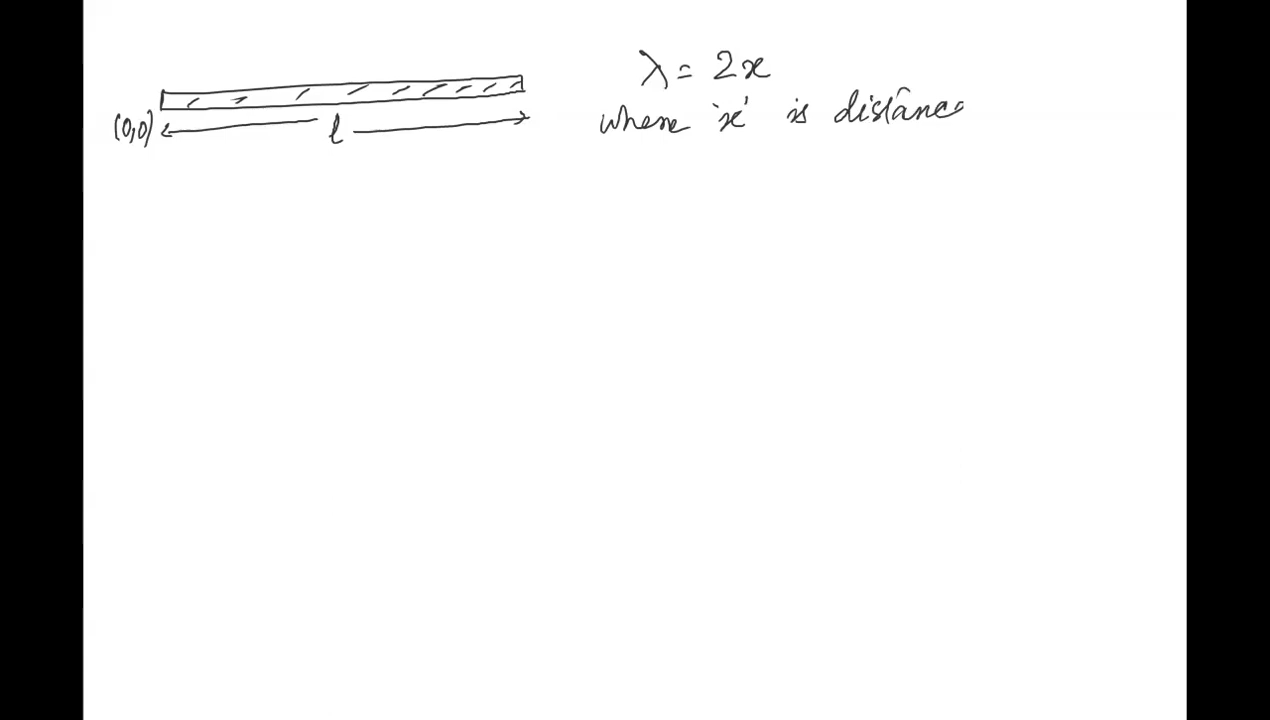 λ = 2x
where 'x' is distance
(0,0) l